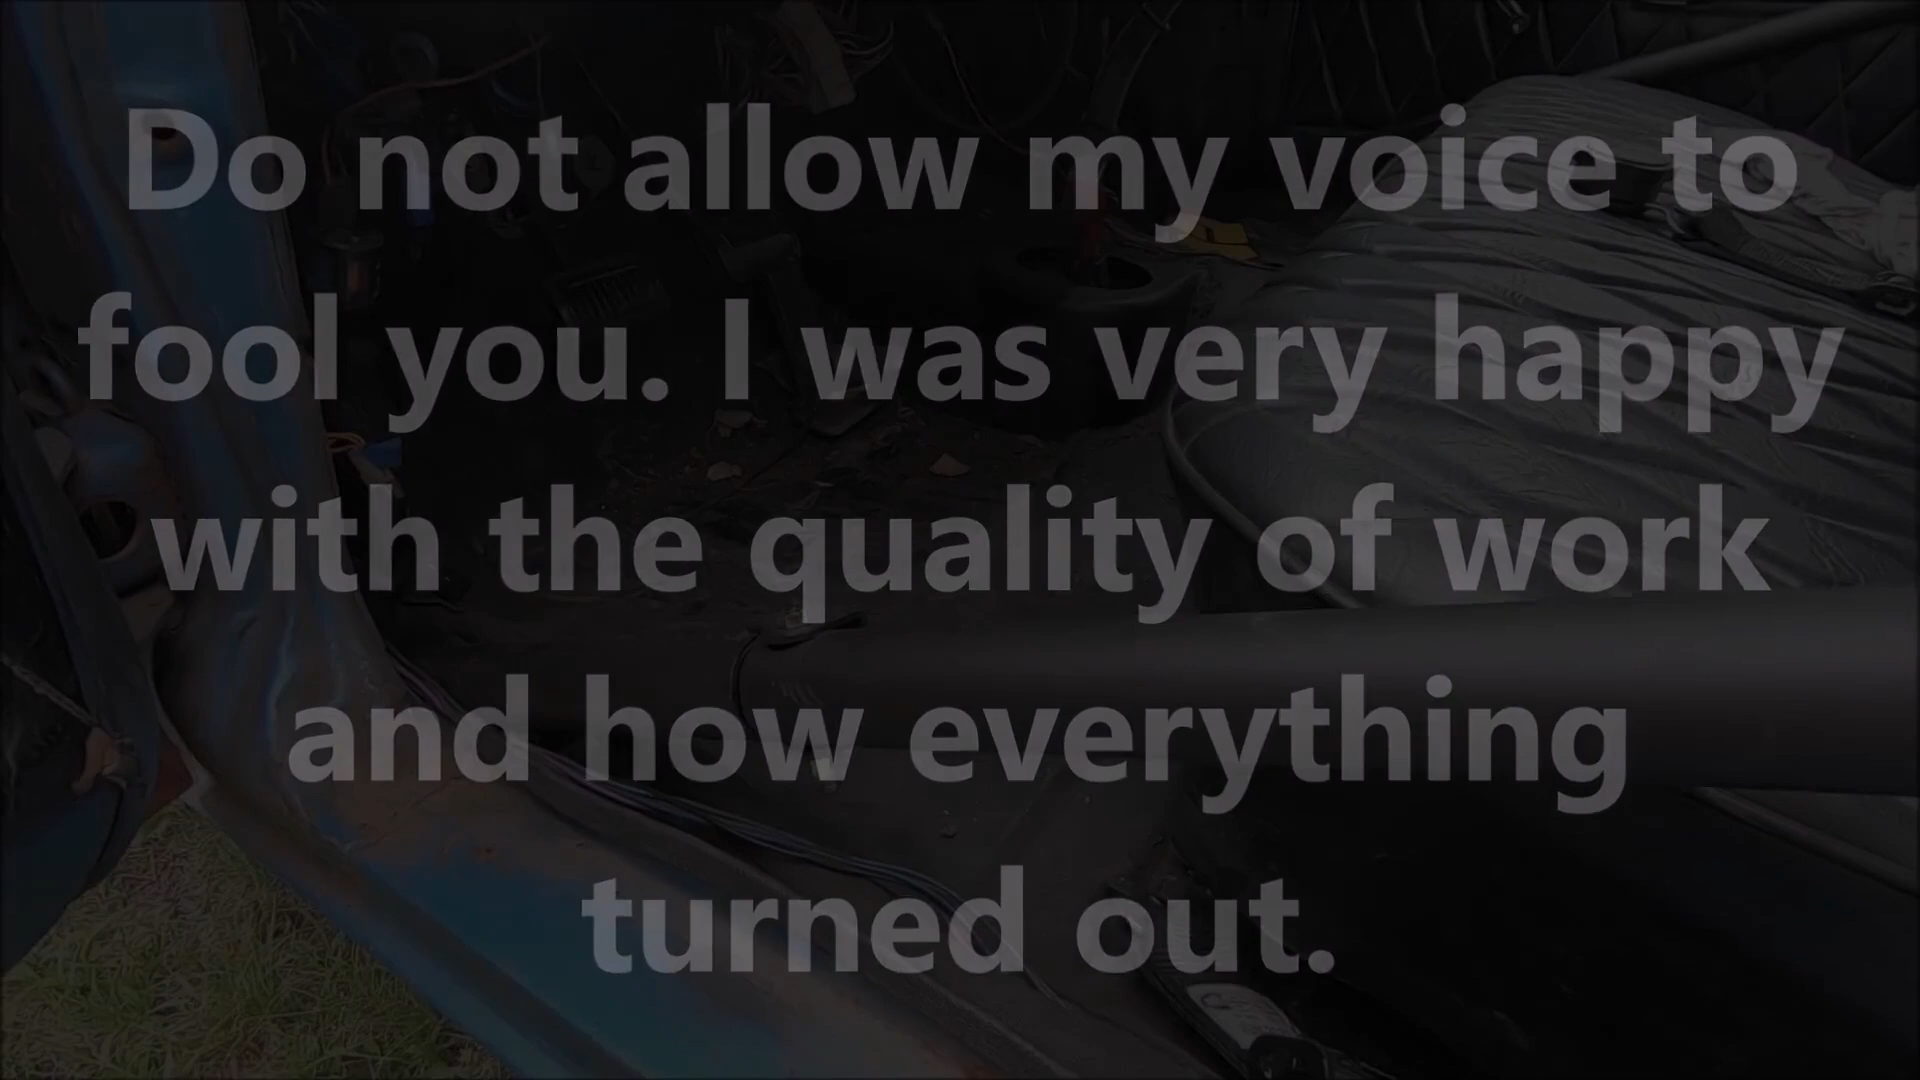 Do not allow my voice to
fool you. I was very happy
with the quality of work
and how everything
turned out.